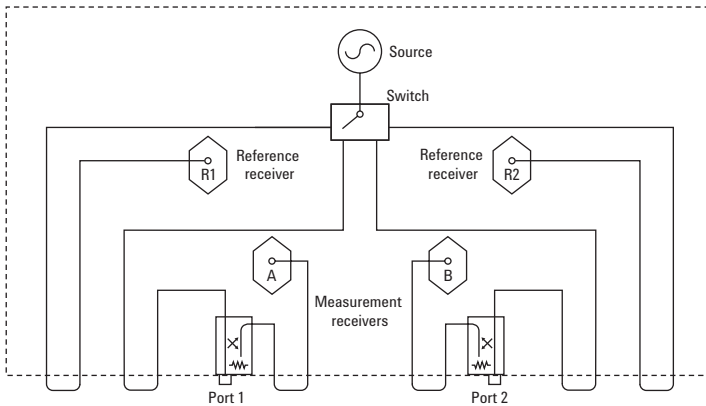 Source
Switch
Reference
receiver
R1
Reference
receiver
R2
A
B
Measurement
receivers
Port 1
Port 2